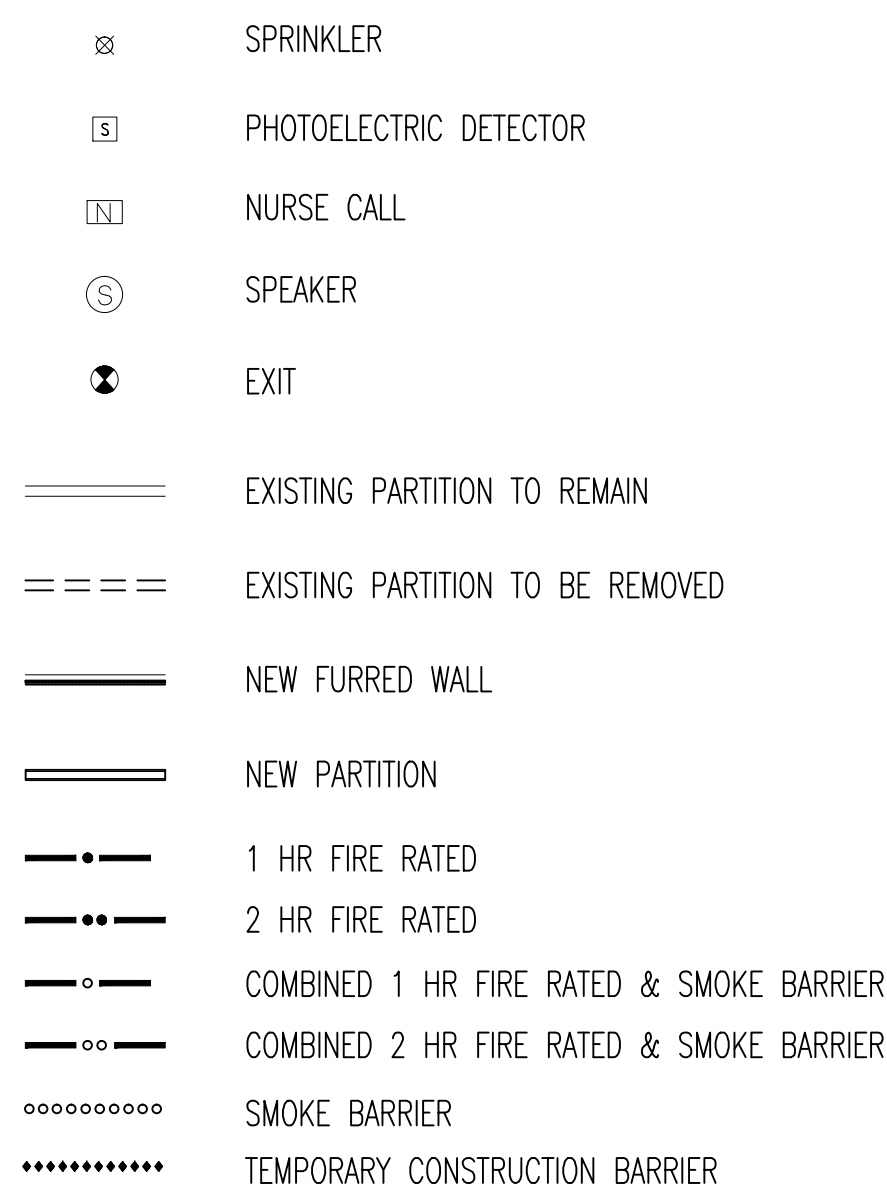 SPRINKLER
S PHOTOELECTRIC DETECTOR
N NURSE CALL
S SPEAKER
EXIT
EXISTING PARTITION TO REMAIN
EXISTING PARTITION TO BE REMOVED
NEW FURRED WALL
NEW PARTITION
1 HR FIRE RATED
2 HR FIRE RATED
COMBINED 1 HR FIRE RATED & SMOKE BARRIER
COMBINED 2 HR FIRE RATED & SMOKE BARRIER
SMOKE BARRIER
TEMPORARY CONSTRUCTION BARRIER